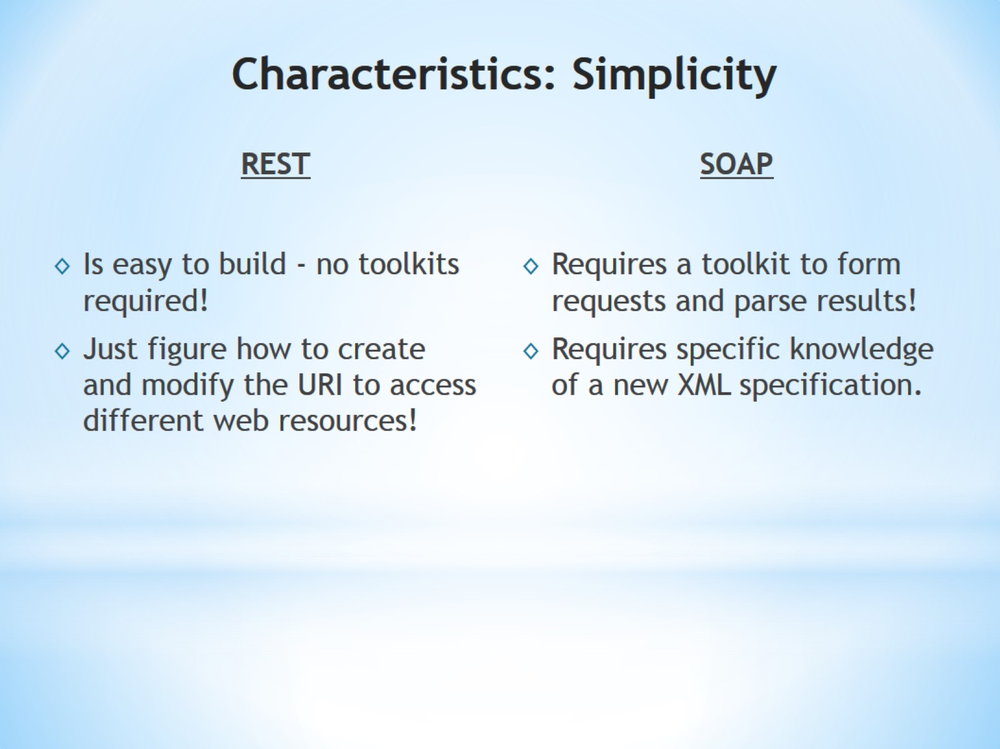 Characteristics: Simplicity
REST
◊ Is easy to build - no toolkits
required!
◊ Just figure how to create
and modify the URI to access
different web resources!
SOAP
◊ Requires a toolkit to form
requests and parse results!
◊ Requires specific knowledge
of a new XML specification.